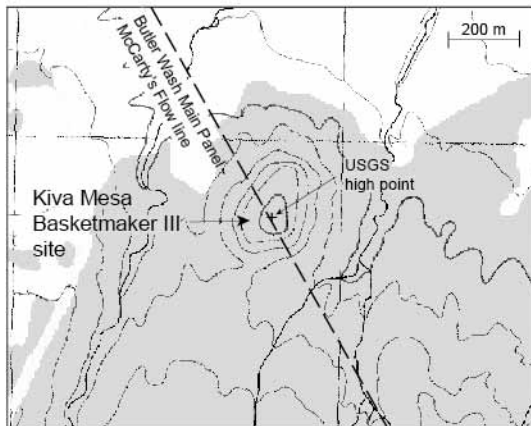 200 m
Butler Wash Main Panel-
McCarty's Flow line
USGS
high point
Kiva Mesa
Basketmaker III
site